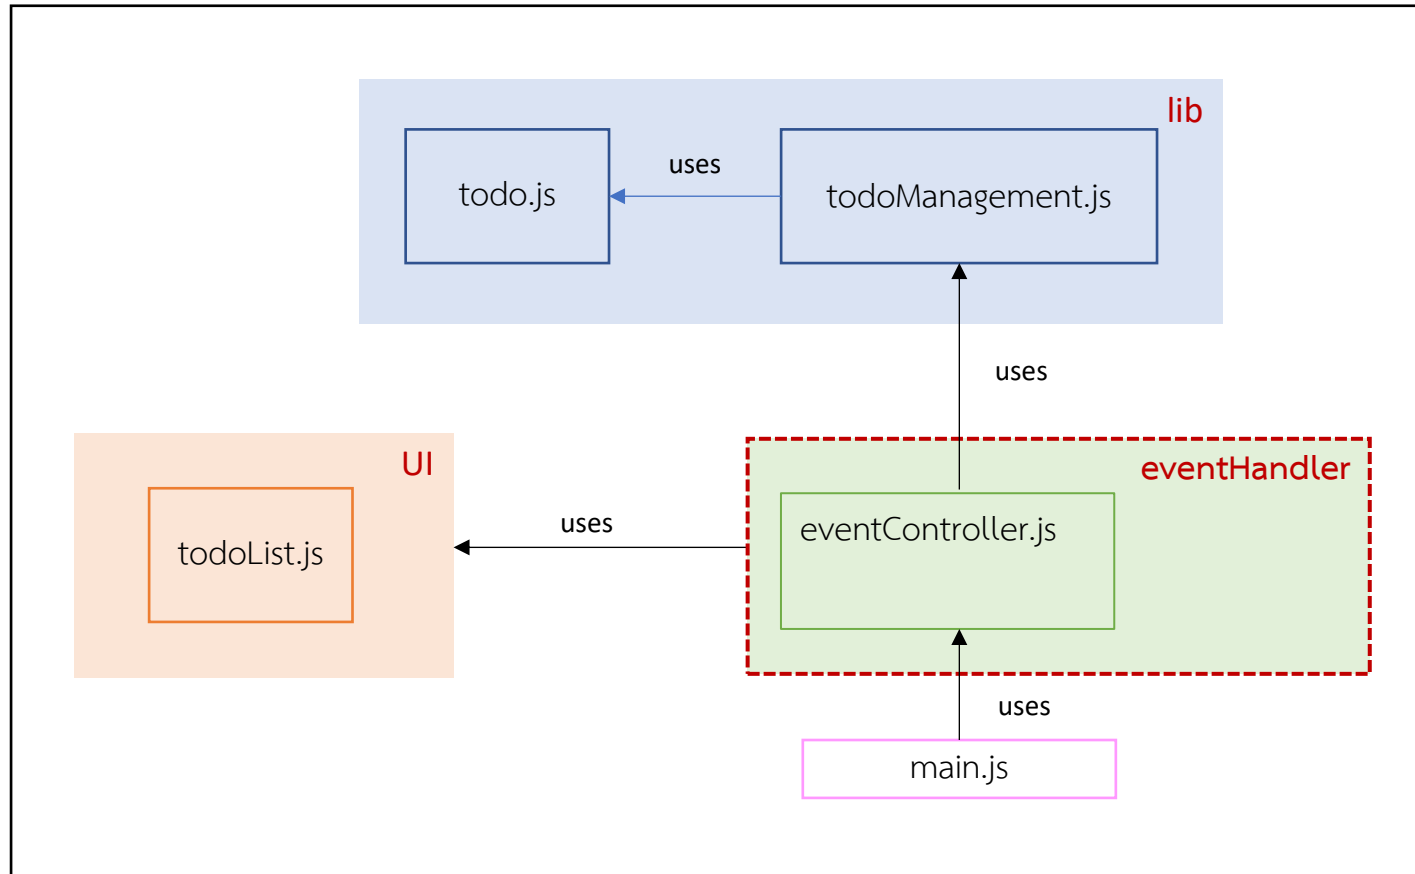 lib
todo.js
uses
todoManagement.js
uses
UI
todoList.js
uses
eventHandler
eventController.js
uses
main.js